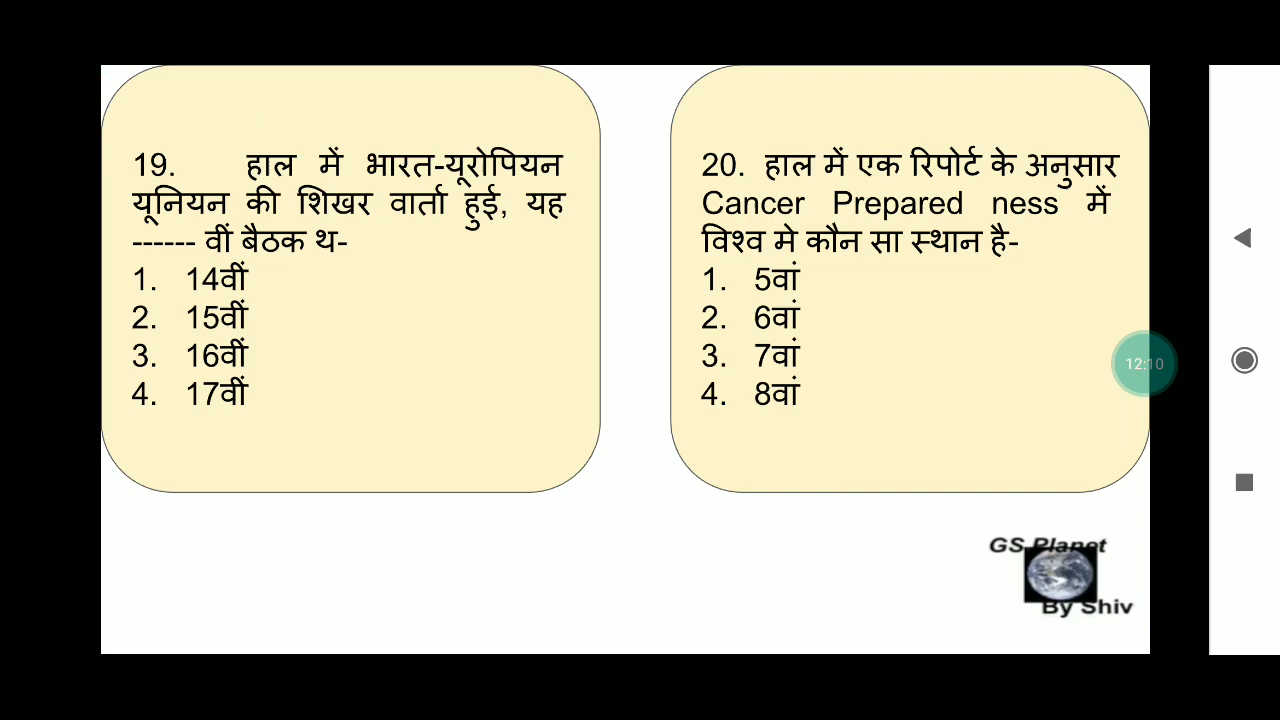 19. हाल में भारत-यूरोपियन
यूनियन की शिखर वार्ता हुई, यह
------ वीं बैठक थ-
1. 14वीं
2. 15वीं
3. 16वीं
4. 17वीं
20. हाल में एक रिपोर्ट के अनुसार
Cancer Prepared ness में
विश्व मे कौन सा स्थान है-
1. 5वां
2. 6वां
3. 7वां
4. 8वां
12:10
GS Planet
By Shiv